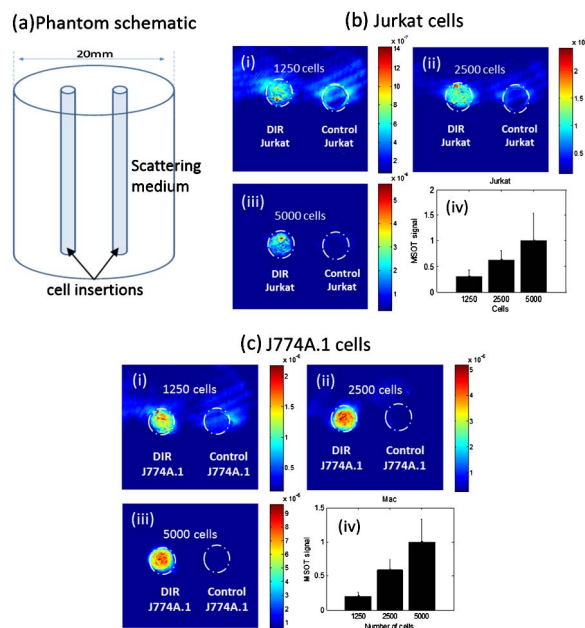 (a)Phantom schematic
20mm
Scattering
medium
cell insertions
(b) Jurkat cells
(i)
1250 cells
DIR
Jurkat
Control
Jurkat
x 10⁻⁷
14
12
10
8
6
4
2
(ii)
2500 cells
DIR
Jurkat
Control
Jurkat
x 10
2
1.5
1
0.5
(iii)
5000 cells
DIR
Jurkat
Control
Jurkat
5
4
3
2
1
Jurkat
(iv)
MSOT signal
2
1.5
1
0.5
0
1250 2500 5000
Cells
(c) J774A.1 cells
(i)
1250 cells
DIR
J774A.1
Control
J774A.1
x 10⁻⁶
2
1.5
1
0.5
(ii)
2500 cells
DIR
J774A.1
Control
J774A.1
x 10⁻⁶
5
4
3
2
1
(iii)
5000 cells
DIR
J774A.1
Control
J774A.1
x 10⁻⁶
9
8
7
6
5
4
3
2
1
Mac
(iv)
MSOT signal
1.5
1
0.5
0
1250 2500 5000
Number of cells